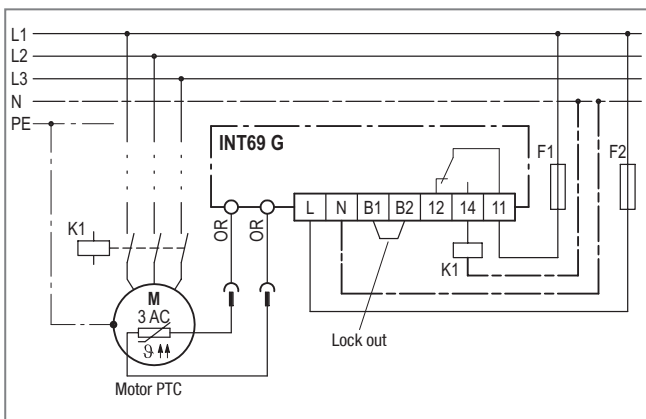 L1
L2
L3
N
PE
INT69 G
F1
F2
L N B1 B2 12 14 11
OR
OR
K1
K1
Lock out
M
3 AC
ϑ
Motor PTC